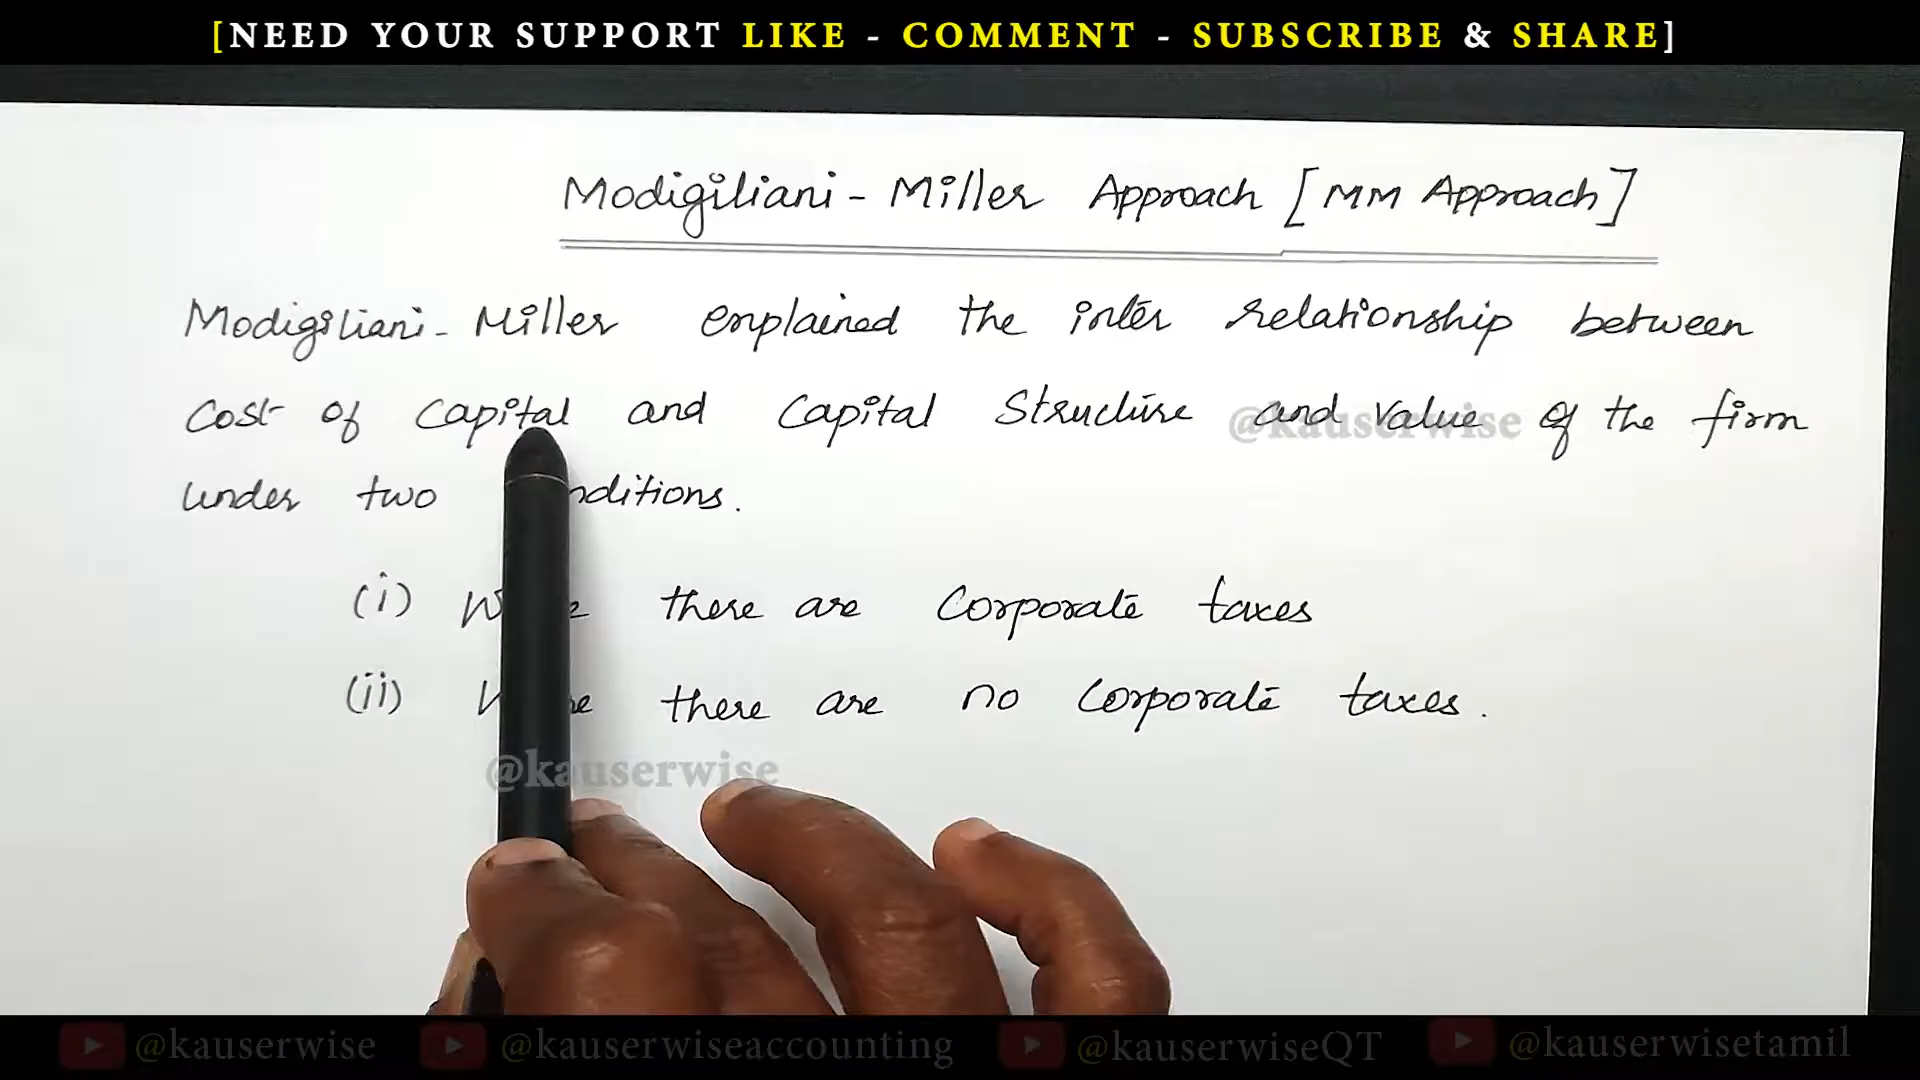 [NEED YOUR SUPPORT LIKE - COMMENT - SUBSCRIBE & SHARE]
Modigiliani - Miller Approach [MM Approach]
Modigiliani - Miller explained the inter relationship between
Cost of Capital and Capital Structure and value of the firm
@kauserwise
under two nditions.
(i) there are Corporate taxes
(ii) there are no Corporate taxes.
@kauserwise
@kauserwise @kauserwiseaccounting @kauserwiseQT @kauserwisetamil